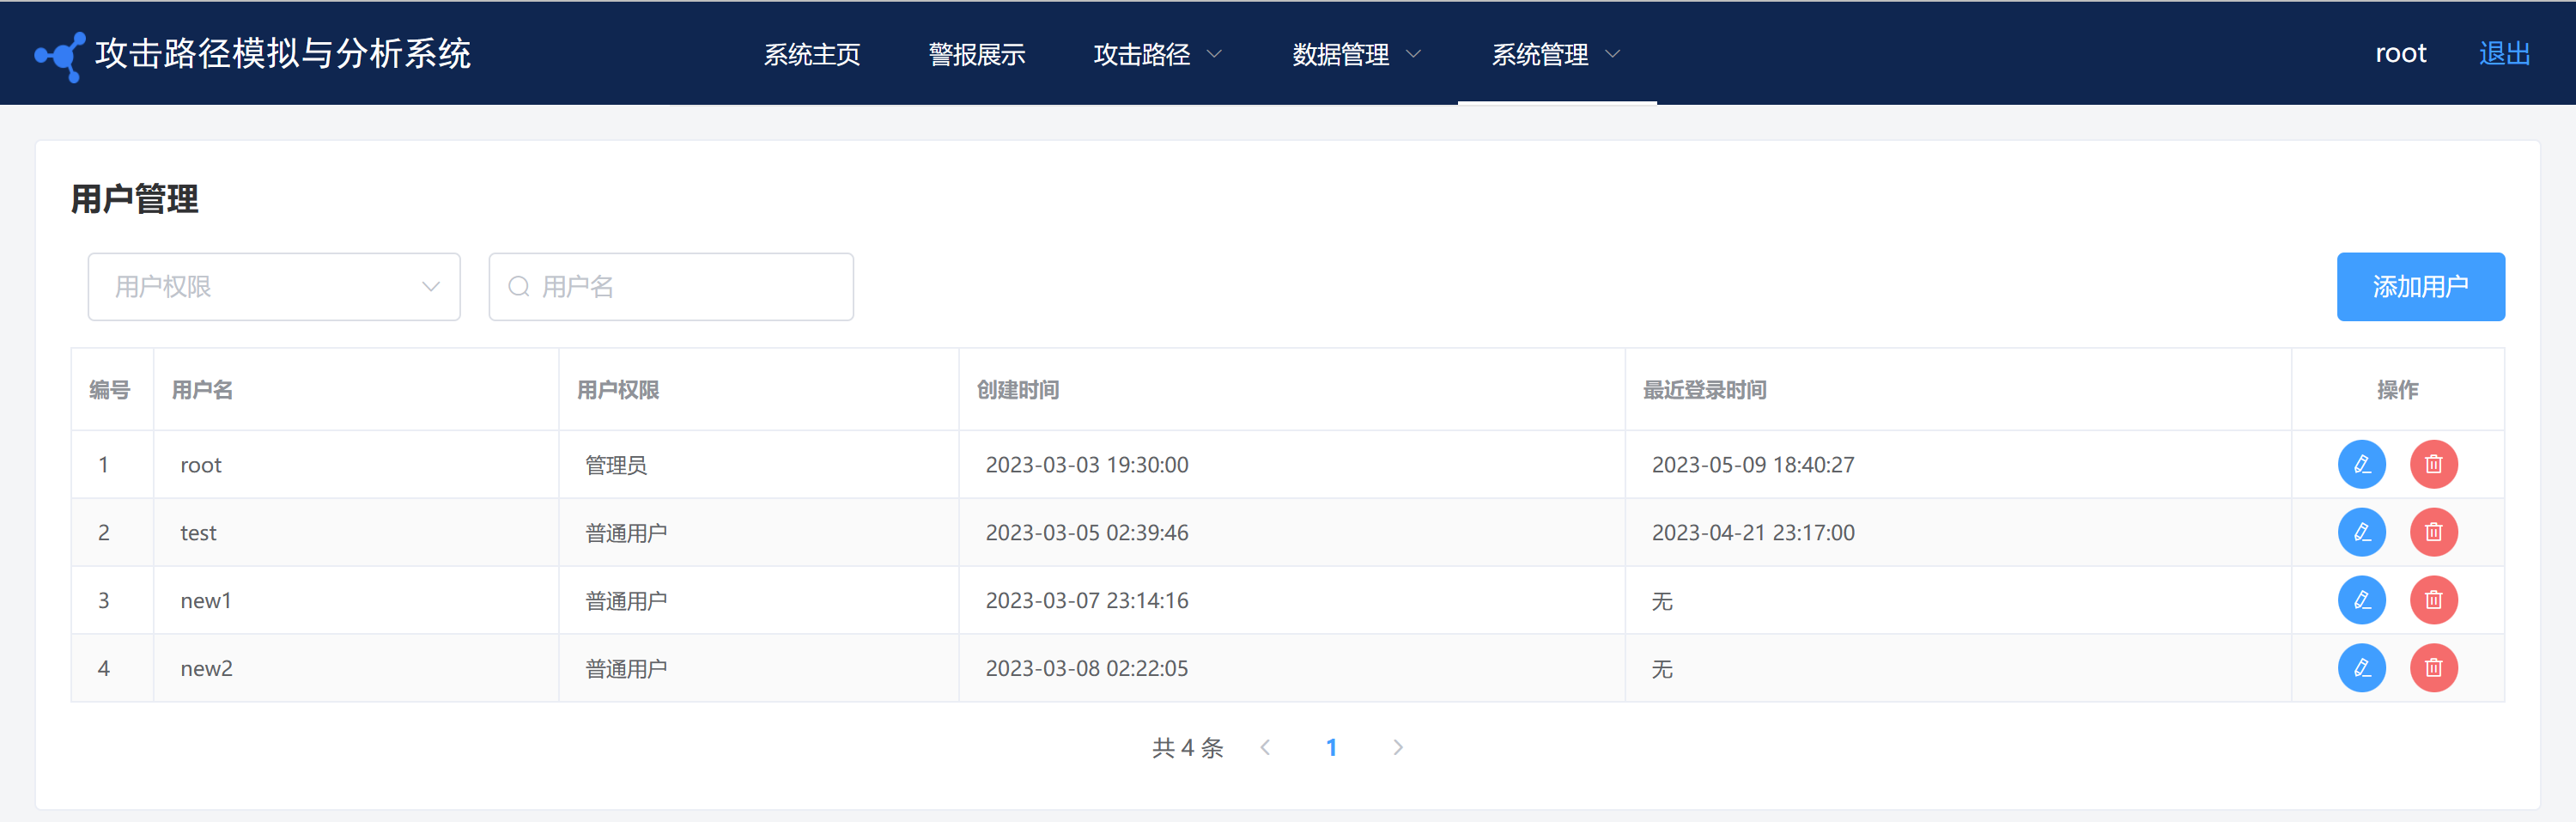 攻击路径模拟与分析系统 系统主页 警报展示 攻击路径 数据管理 系统管理 root 退出
用户管理
用户权限 用户名 添加用户
编号 用户名 用户权限 创建时间 最近登录时间 操作
1 root 管理员 2023-03-03 19:30:00 2023-05-09 18:40:27
2 test 普通用户 2023-03-05 02:39:46 2023-04-21 23:17:00
3 new1 普通用户 2023-03-07 23:14:16 无
4 new2 普通用户 2023-03-08 02:22:05 无
共 4 条 1